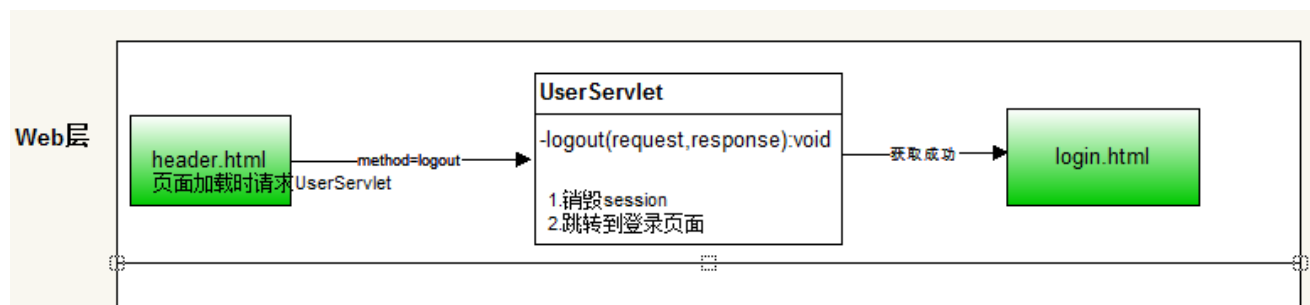 Web层
header.html
页面加载时请求UserServlet
method=logout
UserServlet
-logout(request,response):void
1.销毁session
2.跳转到登录页面
获取成功
login.html